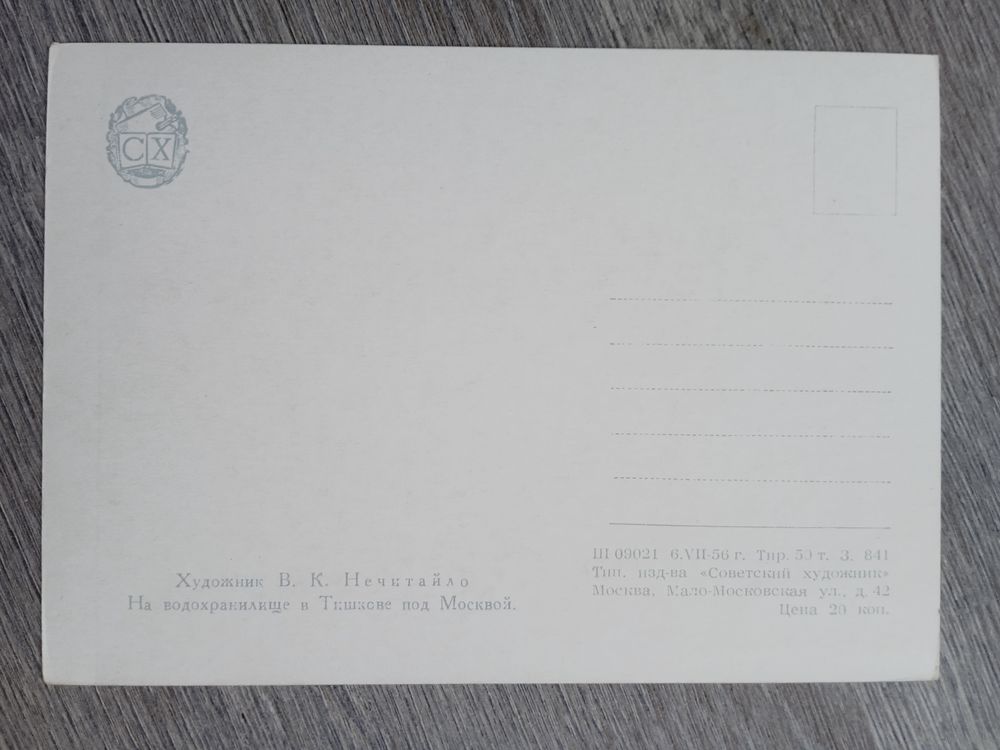 СХ
Художник В. К. Нечитайло
На водохранилище в Тишкове под Москвой.
Ш 09021 6.VII-56 г. Тир. 50 т. З. 841
Тип. изд-ва «Советский художник»
Москва, Мало-Московская ул., д. 42
Цена 20 коп.